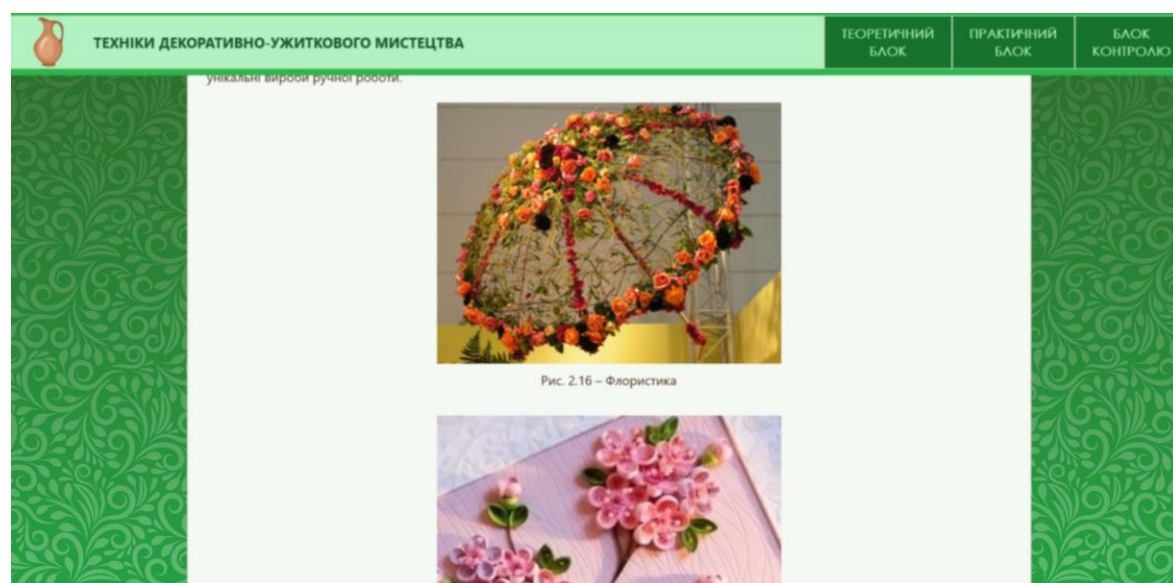 ТЕХНІКИ ДЕКОРАТИВНО-УЖИТКОВОГО МИСТЕЦТВА
ТЕОРЕТИЧНИЙ
БЛОК
ПРАКТИЧНИЙ
БЛОК
БЛОК
КОНТРОЛЮ
унікальні вироби ручної роботи.
Рис. 2.16 – Флористика